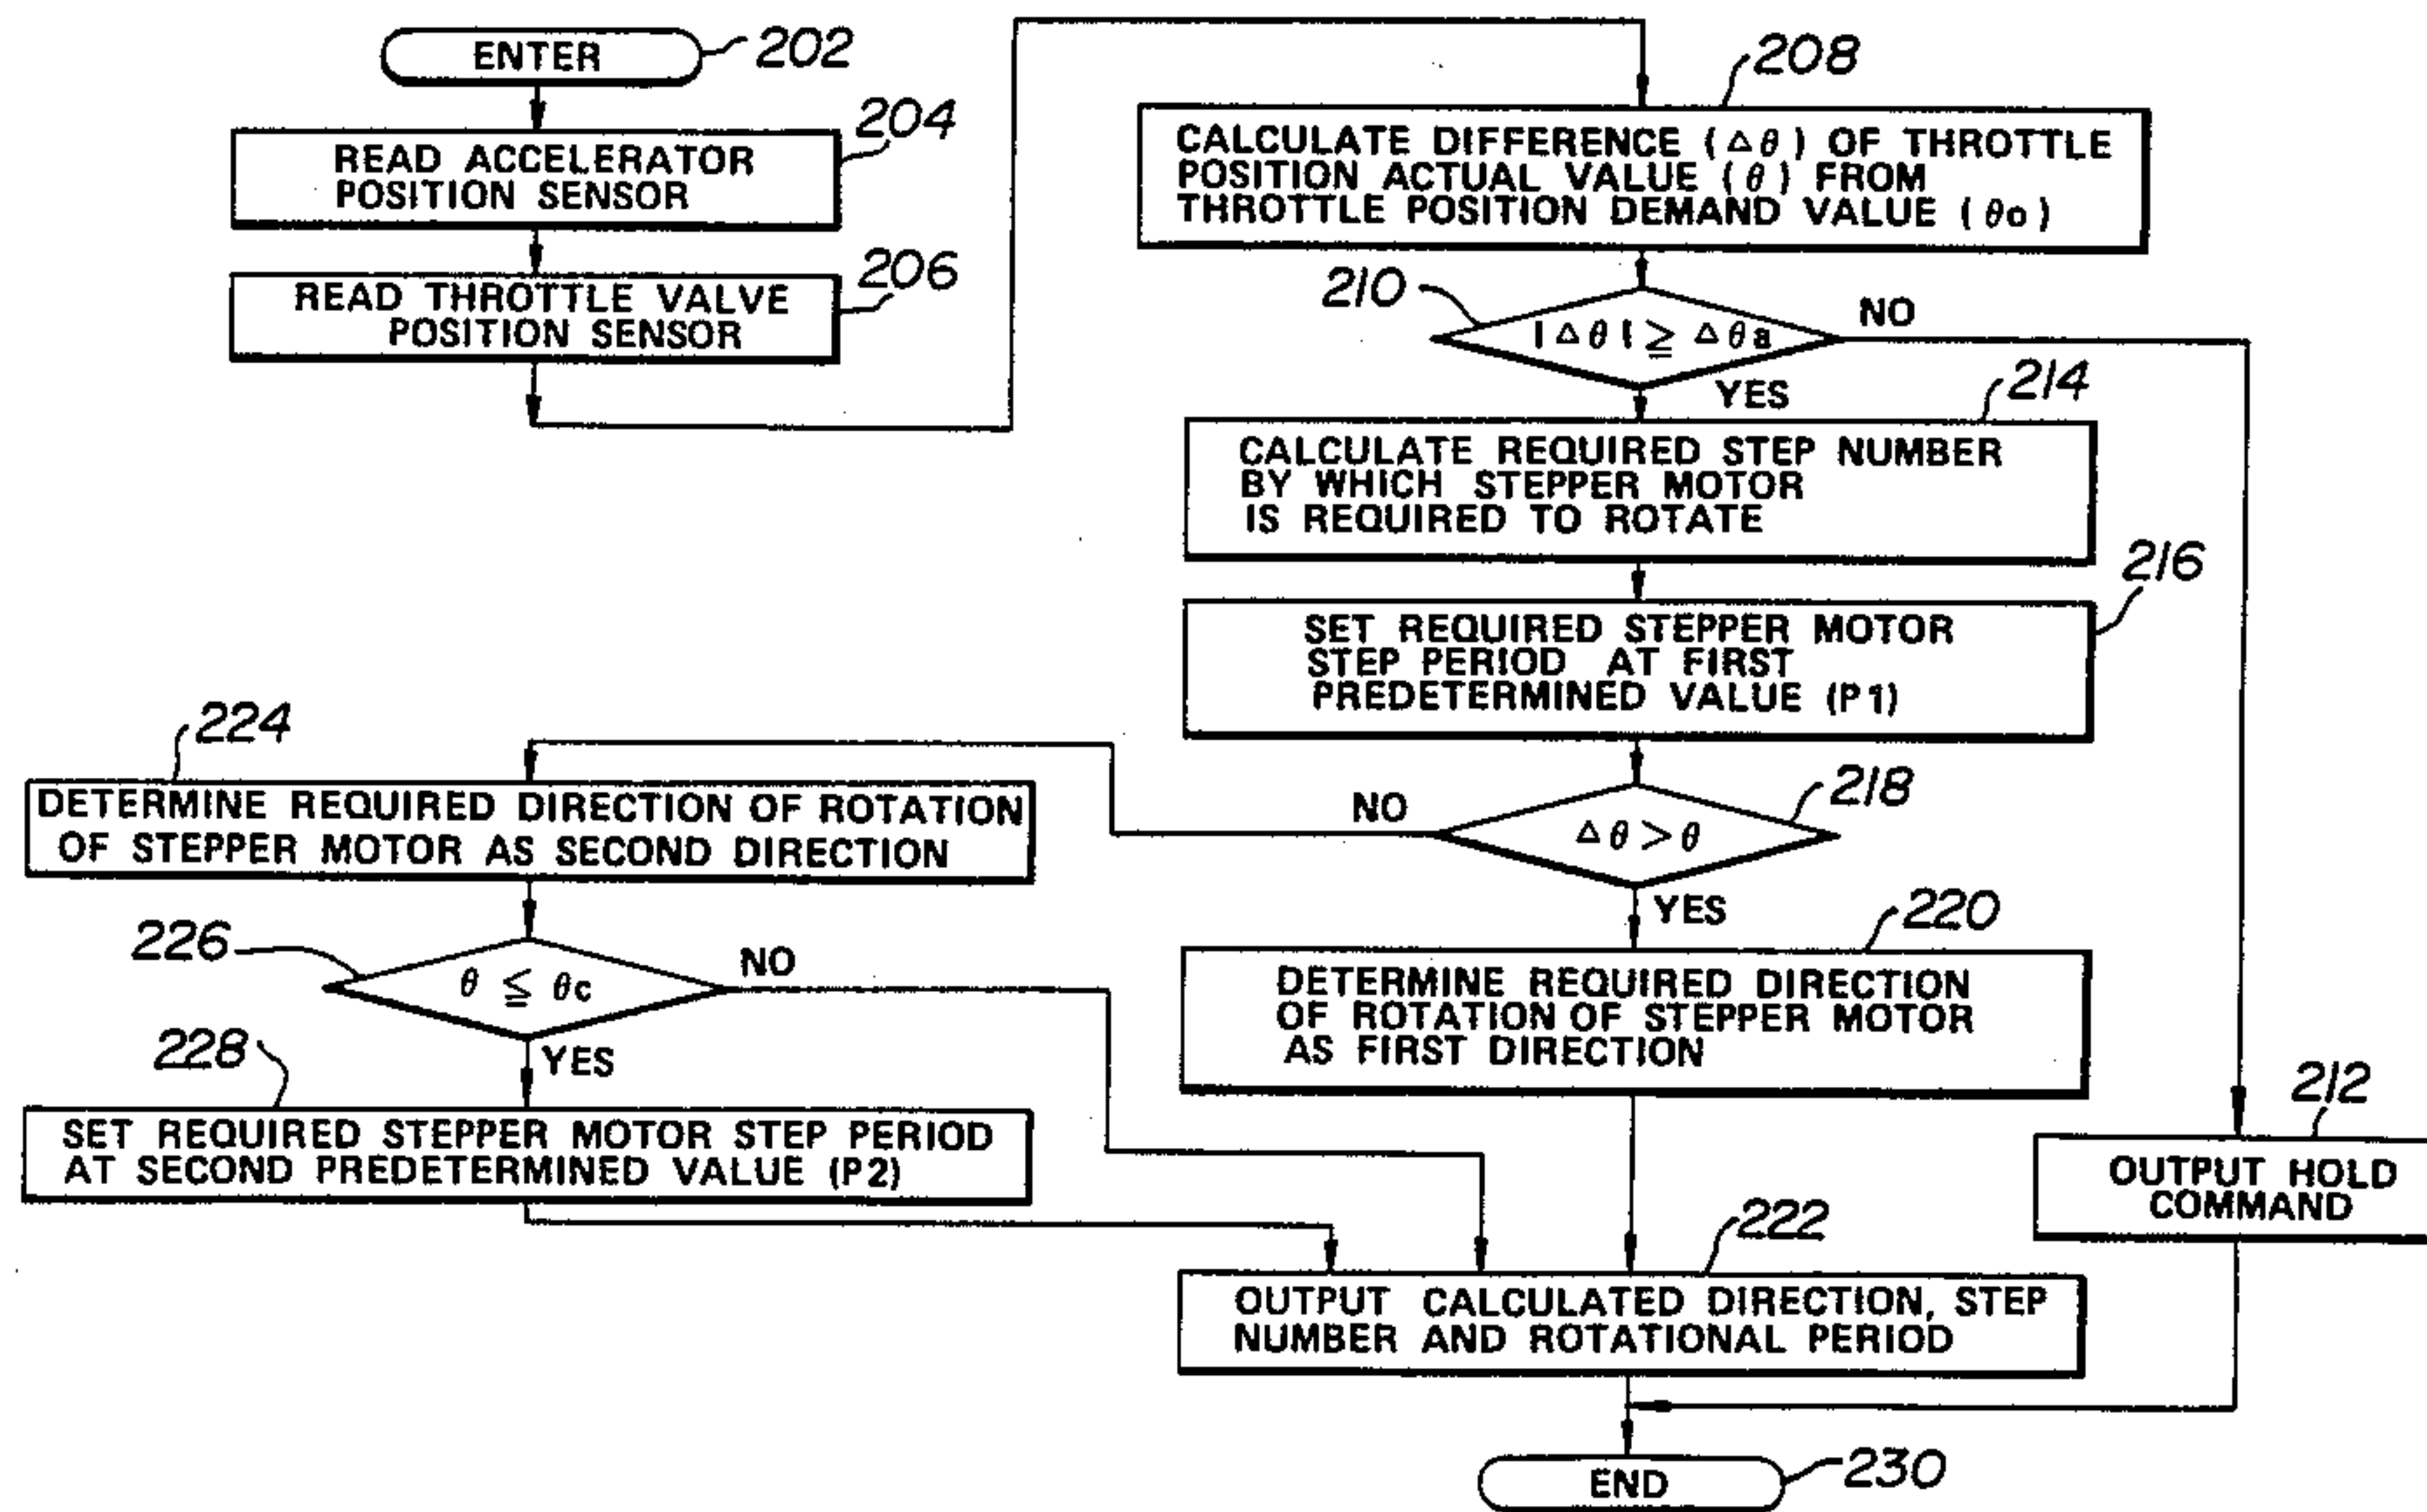 ENTER
202
READ ACCELERATOR
POSITION SENSOR
204
READ THROTTLE VALVE
POSITION SENSOR
206
208
CALCULATE DIFFERENCE (Δθ) OF THROTTLE
POSITION ACTUAL VALUE (θ) FROM
THROTTLE POSITION DEMAND VALUE (θo)
210
|Δθ| ≧ Δθa
NO
YES
214
CALCULATE REQUIRED STEP NUMBER
BY WHICH STEPPER MOTOR
IS REQUIRED TO ROTATE
216
SET REQUIRED STEPPER MOTOR
STEP PERIOD AT FIRST
PREDETERMINED VALUE (P1)
218
Δθ > θ
NO
YES
220
DETERMINE REQUIRED DIRECTION
OF ROTATION OF STEPPER MOTOR
AS FIRST DIRECTION
224
DETERMINE REQUIRED DIRECTION OF ROTATION
OF STEPPER MOTOR AS SECOND DIRECTION
226
θ ≦ θc
NO
YES
228
SET REQUIRED STEPPER MOTOR STEP PERIOD
AT SECOND PREDETERMINED VALUE (P2)
212
OUTPUT HOLD
COMMAND
222
OUTPUT CALCULATED DIRECTION, STEP
NUMBER AND ROTATIONAL PERIOD
END
230